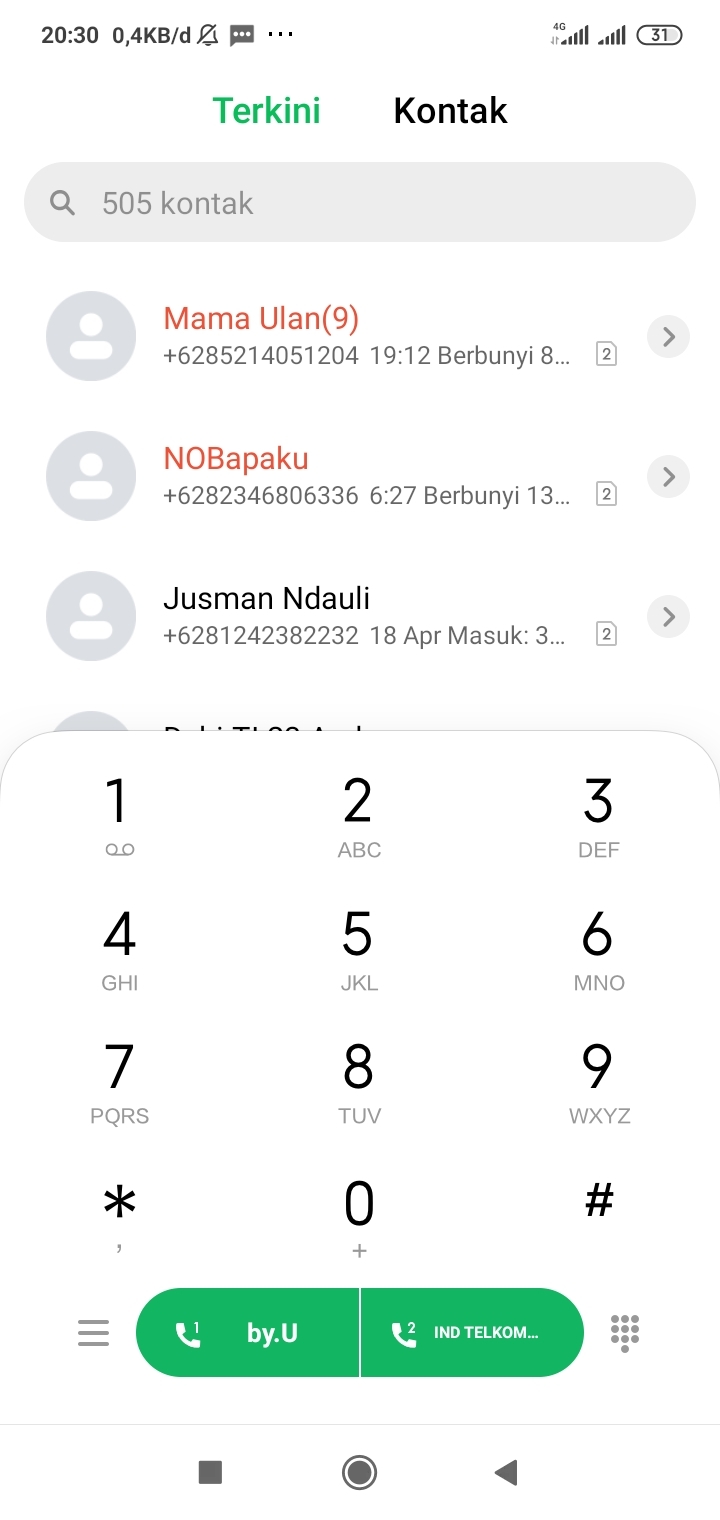 20:30 0,4KB/d ...
4G 31
Terkini Kontak
505 kontak
Mama Ulan(9)
+6285214051204 19:12 Berbunyi 8... 2
NOBapaku
+6282346806336 6:27 Berbunyi 13... 2
Jusman Ndauli
+6281242382232 18 Apr Masuk: 3... 2
1 2 3
ABC DEF
4 5 6
GHI JKL MNO
7 8 9
PQRS TUV WXYZ
* 0 #
, +
1 by.U 2 IND TELKOM...